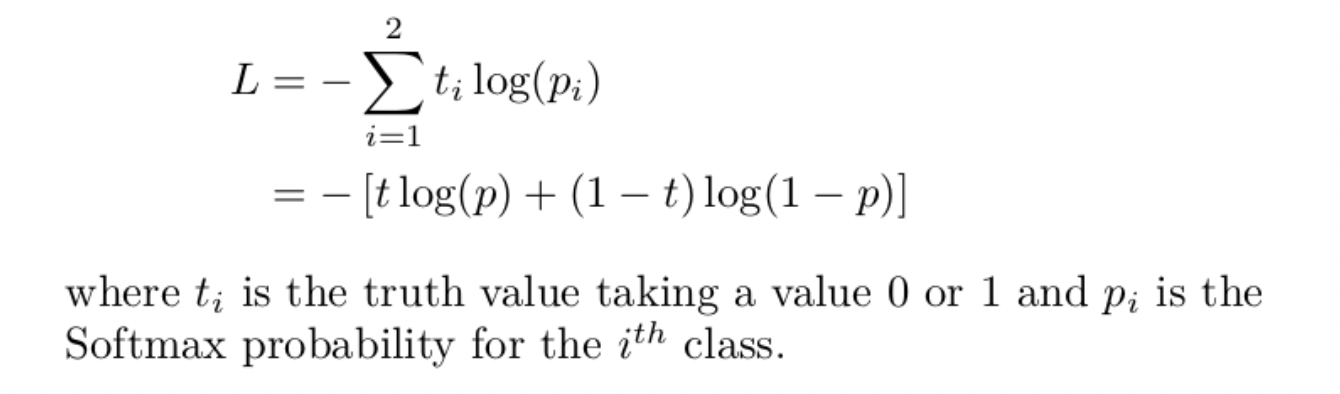 L = − ∑_{i=1}^{2} t_i log(p_i)
= − [t log(p) + (1 − t) log(1 − p)]
where t_i is the truth value taking a value 0 or 1 and p_i is the
Softmax probability for the i^{th} class.